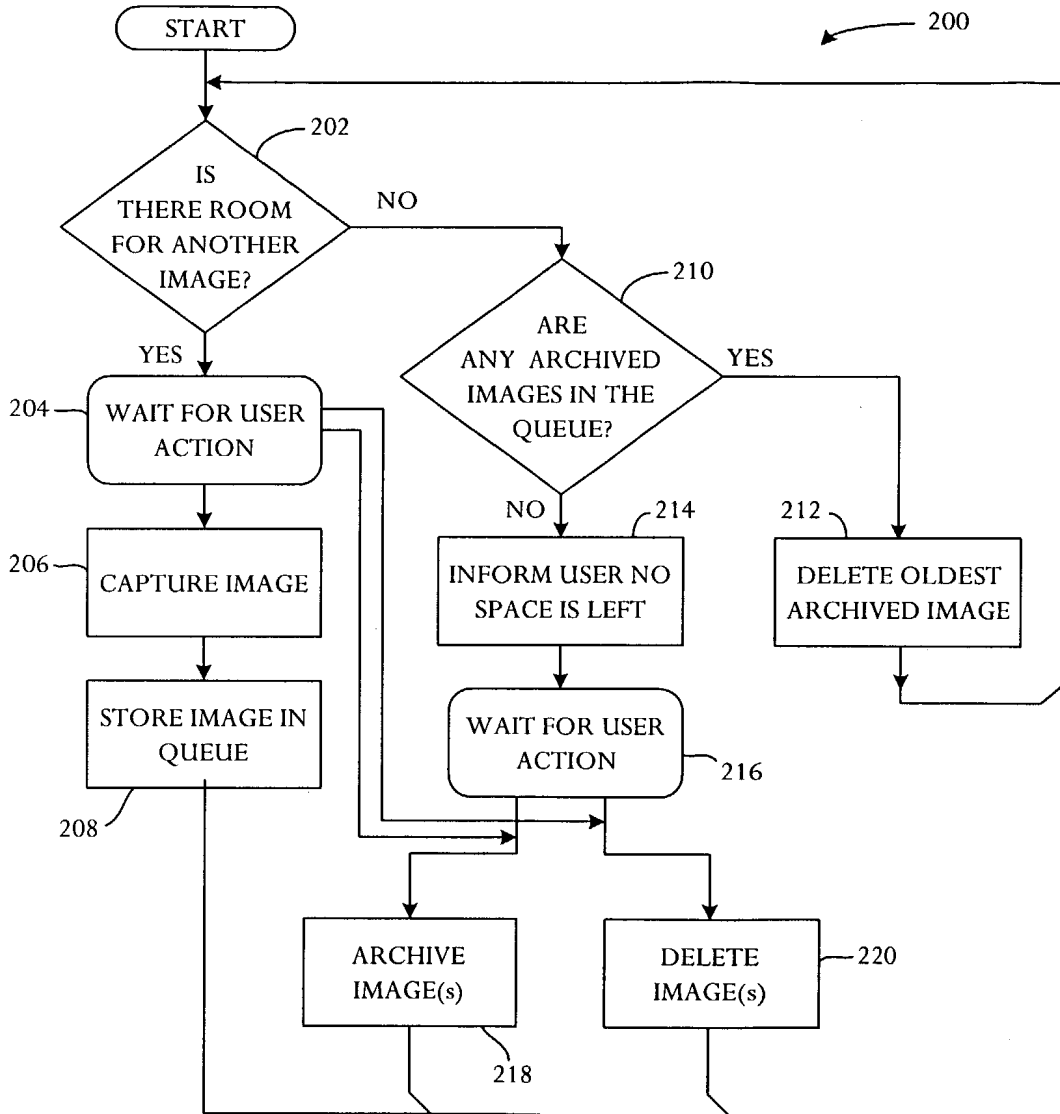 START
200
202
IS
THERE ROOM
FOR ANOTHER
IMAGE?
NO
YES
210
ARE
ANY ARCHIVED
IMAGES IN THE
QUEUE?
YES
NO
204
WAIT FOR USER
ACTION
206
CAPTURE IMAGE
STORE IMAGE IN
QUEUE
208
214
INFORM USER NO
SPACE IS LEFT
212
DELETE OLDEST
ARCHIVED IMAGE
WAIT FOR USER
ACTION
216
ARCHIVE
IMAGE(s)
218
DELETE
IMAGE(s)
220